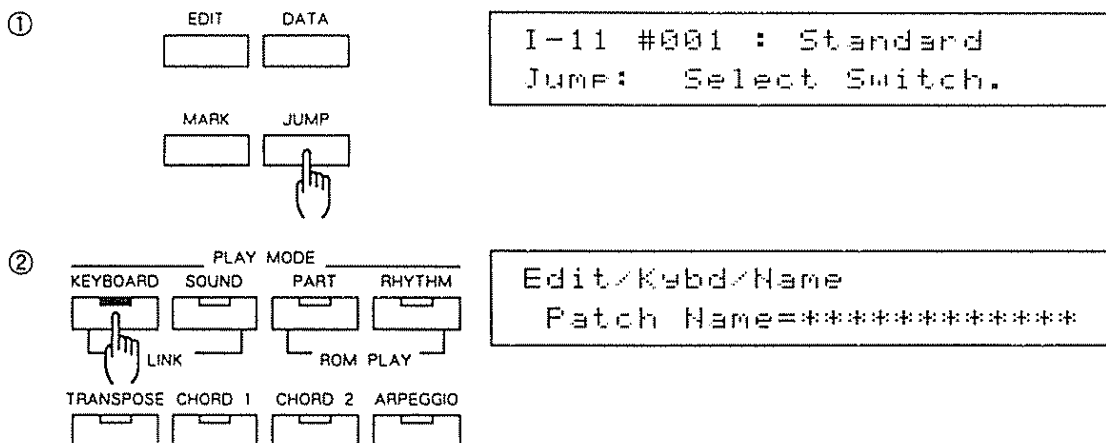 ①
EDIT DATA
I-11 #001 : Standard
Jump: Select Switch.
MARK JUMP
②
PLAY MODE
KEYBOARD SOUND PART RHYTHM
Edit/Kybd/Name
Patch Name=************
LINK ROM PLAY
TRANSPOSE CHORD 1 CHORD 2 ARPEGGIO